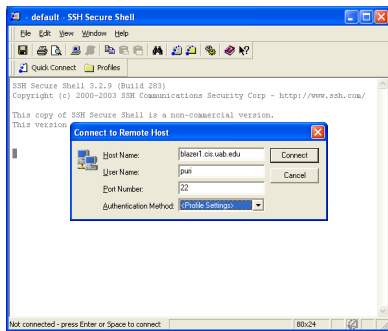 - default - SSH Secure Shell
File Edit View Window Help
Quick Connect Profiles
SSH Secure Shell 3.2.9 (Build 283)
Copyright (c) 2000-2003 SSH Communications Security Corp - http://www.ssh.com/
This copy of SSH Secure Shell is a non-commercial version.
This version
Connect to Remote Host
Host Name: blazer1.cis.uab.edu Connect
User Name: puri Cancel
Port Number: 22
Authentication Method: <Profile Settings>
Not connected - press Enter or Space to connect 80x24